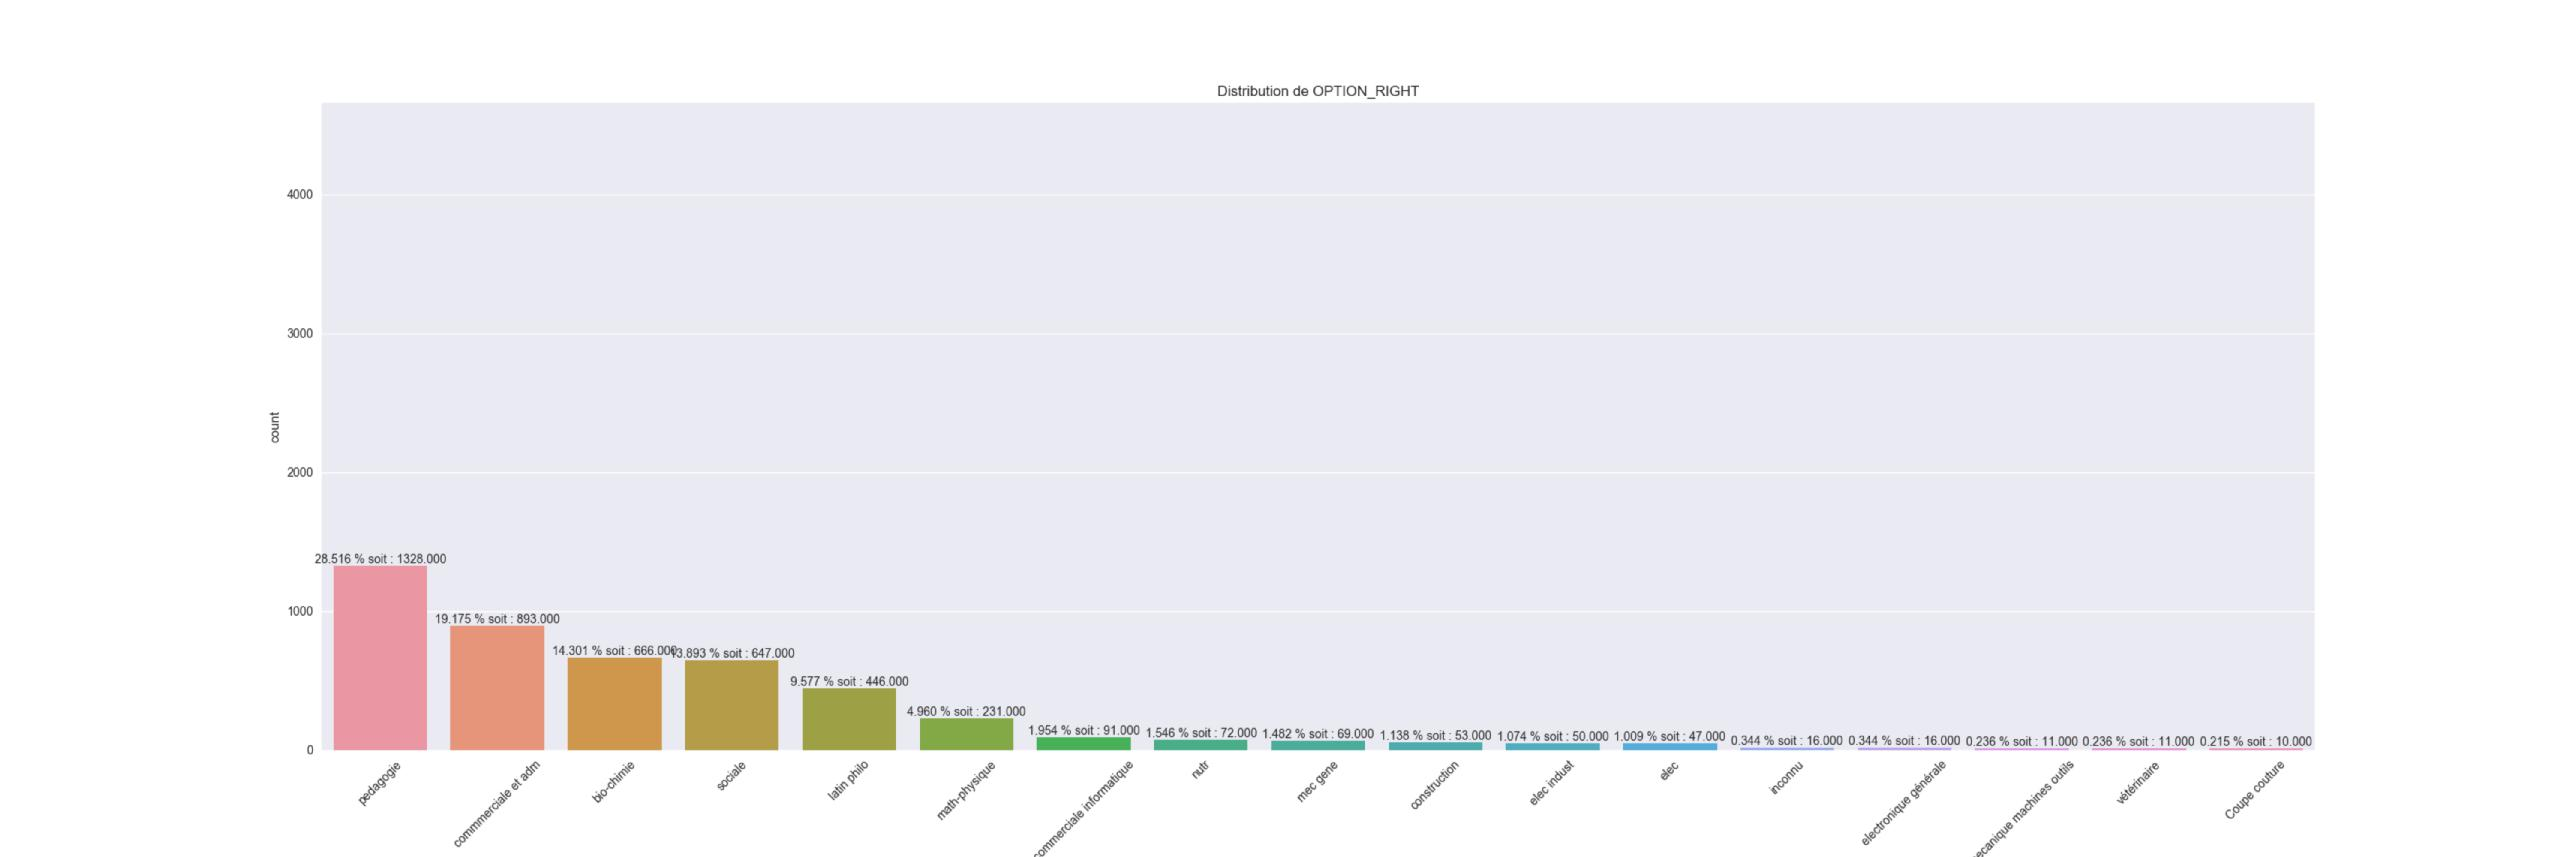 Distribution de OPTION_RIGHT
count
4000
3000
2000
1000
0
28.516 % soit : 1328.000
19.175 % soit : 893.000
14.301 % soit : 666.000
13.893 % soit : 647.000
9.577 % soit : 446.000
4.960 % soit : 231.000
1.954 % soit : 91.000
1.546 % soit : 72.000
1.482 % soit : 69.000
1.138 % soit : 53.000
1.074 % soit : 50.000
1.009 % soit : 47.000
0.344 % soit : 16.000
0.344 % soit : 16.000
0.236 % soit : 11.000
0.236 % soit : 11.000
0.215 % soit : 10.000
pedagogie
commmerciale et adm
bio-chimie
sociale
latin philo
math-physique
commerciale informatique
nutr
mec gene
construction
elec indust
elec
inconnu
electronique générale
ecanique machines outils
vétérinaire
Coupe couture